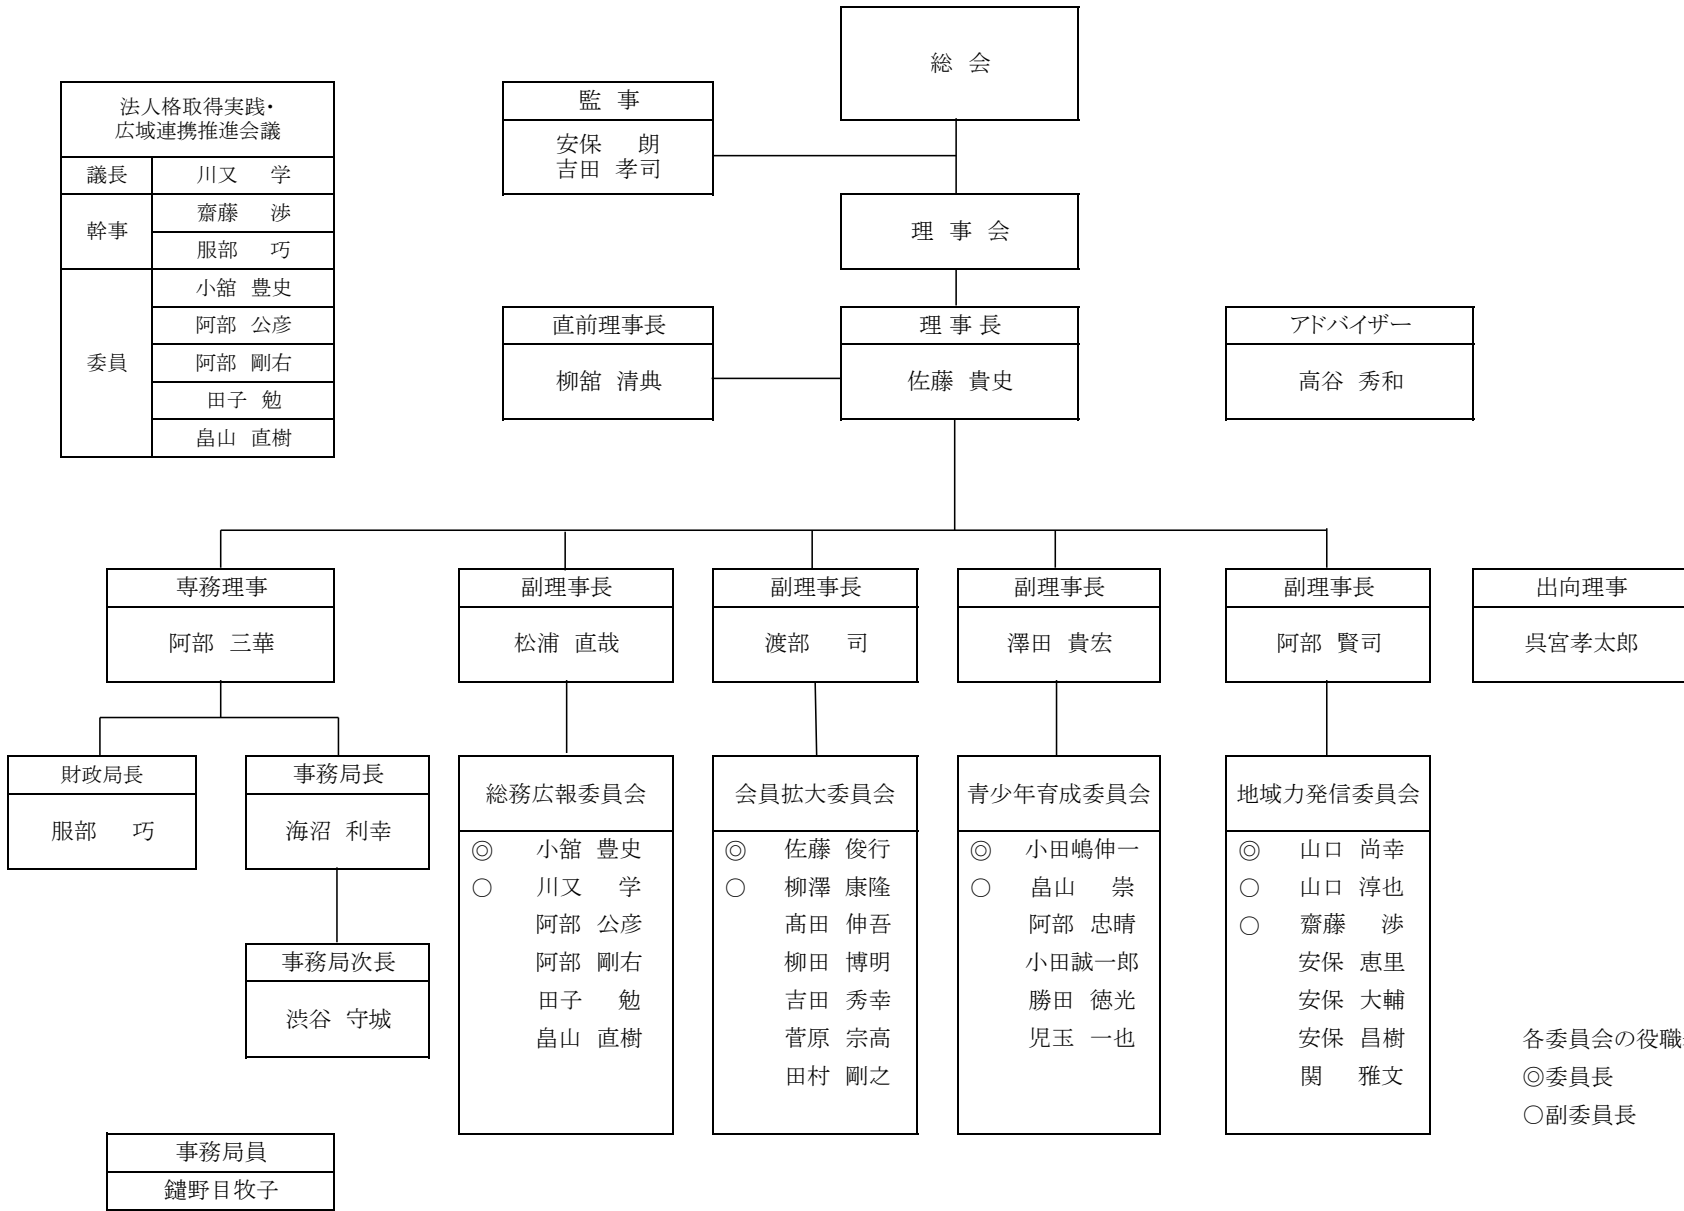 総 会
法人格取得実践・
広域連携推進会議
議長 川又 学
幹事 齋藤 渉
服部 巧
委員 小舘 豊史
阿部 公彦
阿部 剛右
田子 勉
畠山 直樹
監 事
安保 朗
吉田 孝司
理 事 会
直前理事長
柳舘 清典
理 事 長
佐藤 貴史
アドバイザー
高谷 秀和
専務理事
阿部 三華
副理事長
松浦 直哉
副理事長
渡部 司
副理事長
澤田 貴宏
副理事長
阿部 賢司
出向理事
呉宮孝太郎
財政局長
服部 巧
事務局長
海沼 利幸
事務局次長
渋谷 守城
総務広報委員会
◎ 小舘 豊史
○ 川又 学
阿部 公彦
阿部 剛右
田子 勉
畠山 直樹
会員拡大委員会
◎ 佐藤 俊行
○ 柳澤 康隆
髙田 伸吾
柳田 博明
吉田 秀幸
菅原 宗高
田村 剛之
青少年育成委員会
◎ 小田嶋伸一
○ 畠山 崇
阿部 忠晴
小田誠一郎
勝田 徳光
児玉 一也
地域力発信委員会
◎ 山口 尚幸
○ 山口 淳也
○ 齋藤 渉
安保 恵里
安保 大輔
安保 昌樹
関 雅文
各委員会の役職
◎委員長
○副委員長
事務局員
鑓野目牧子